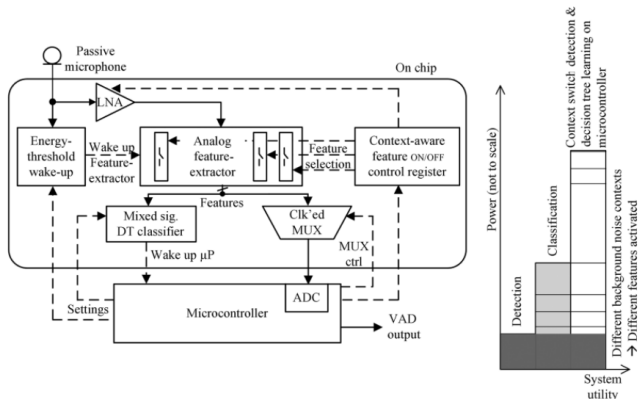 Passive
microphone
On chip
LNA
Energy-
threshold
wake-up
Wake up
Feature-
extractor
Analog
feature-
extractor
Feature
selection
Context-aware
feature ON/OFF
control register
Features
Mixed sig.
DT classifier
Clk'ed
MUX
Wake up µP
MUX
ctrl
Settings
Microcontroller
ADC
VAD
output
Power (not to scale)
Detection
Classification
Context switch detection &
decision tree learning on
microcontroller
Different background noise contexts
→ Different features activated
System
utility